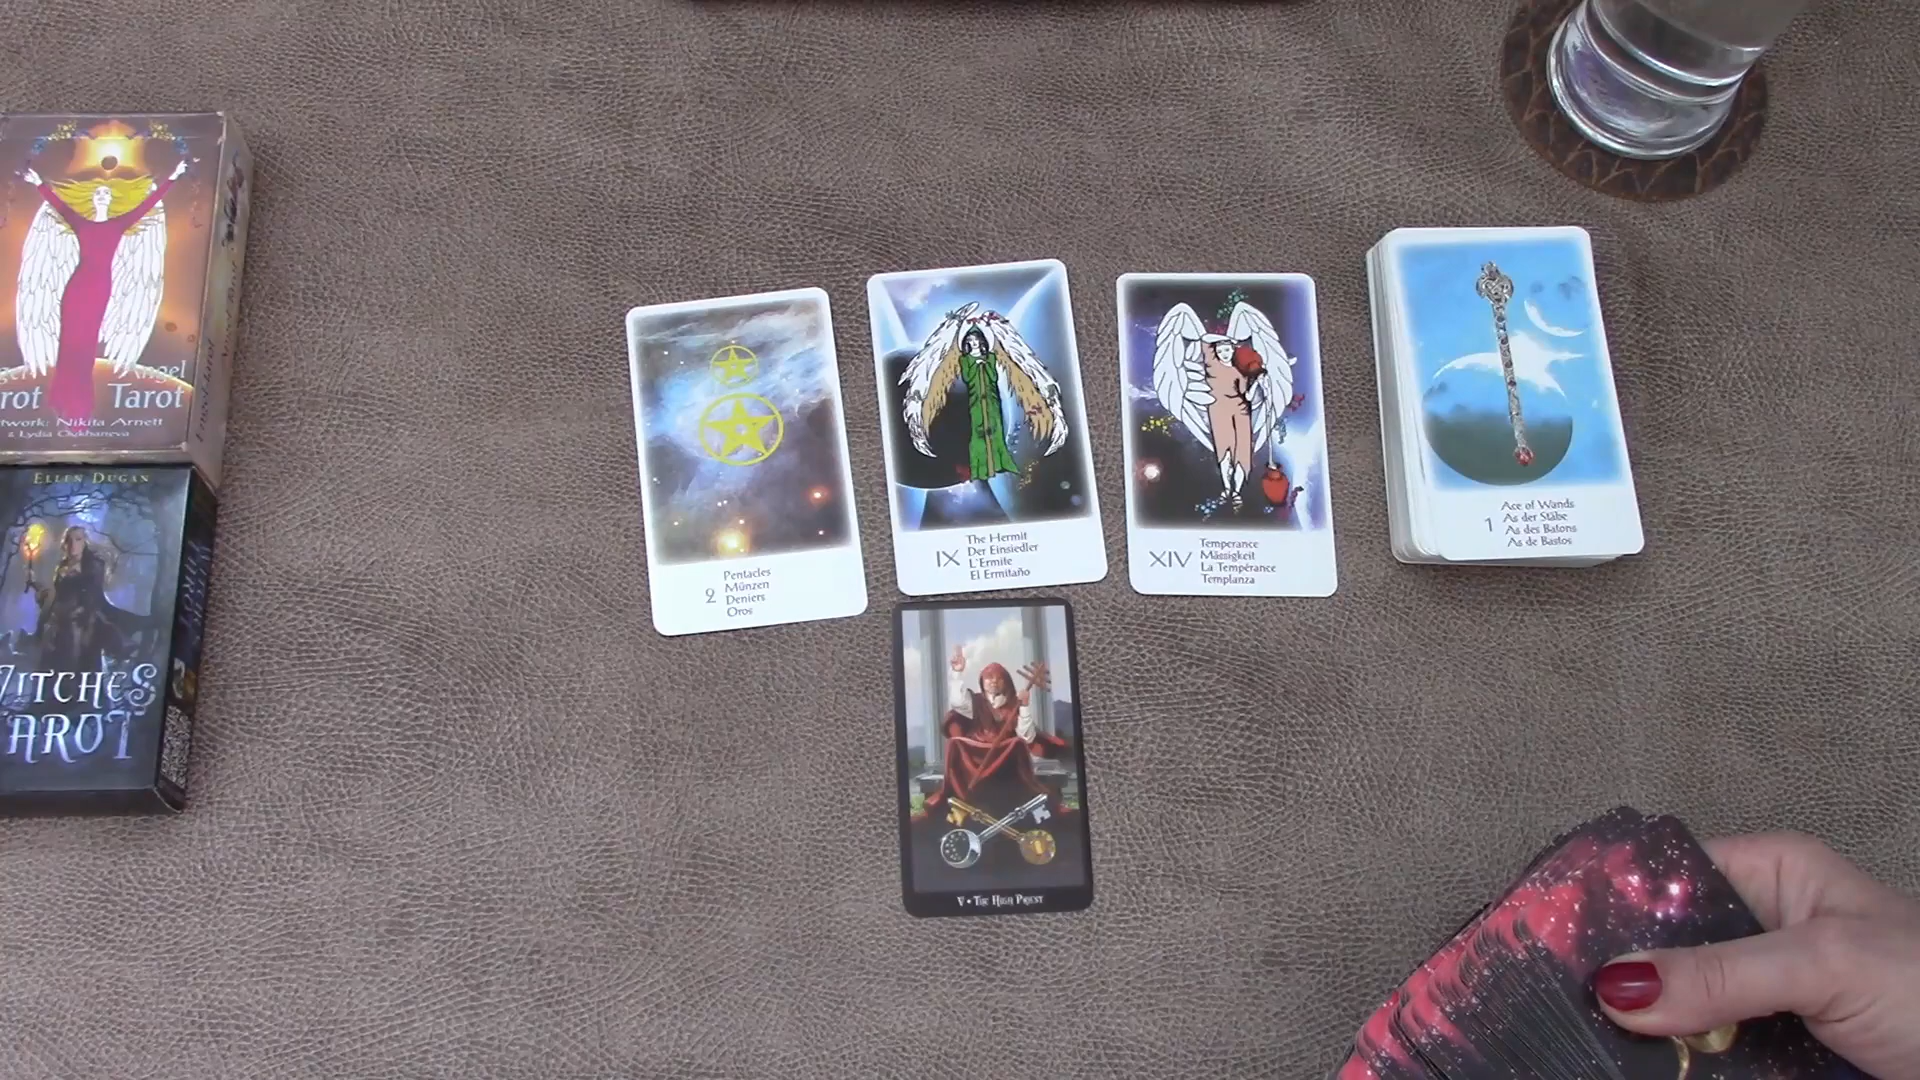 Angel
Tarot
Nikita Arnett
ELLEN DUGAN
WITCHES
TAROT
2
Pentacles
Münzen
Deniers
Oros
IX
The Hermit
Der Einsiedler
L'Ermite
El Ermitaño
XIV
Temperance
Mässigkeit
La Tempérance
Templanza
1
Ace of Wands
As der Stäbe
As des Batons
As de Bastos
V • THE HIGH PRIEST